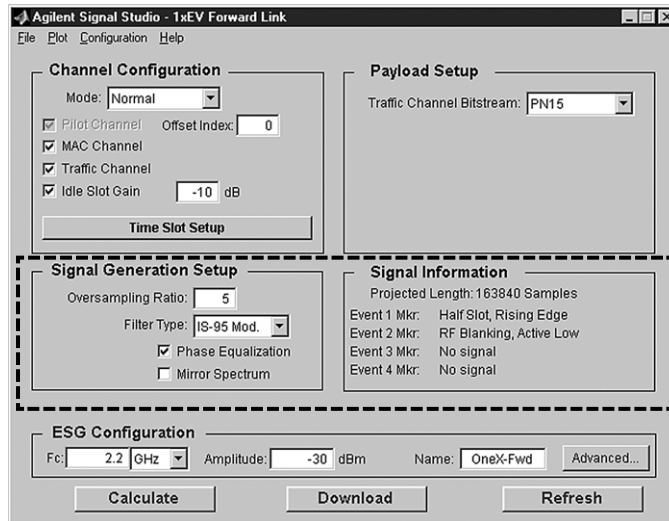 Agilent Signal Studio - 1xEV Forward Link
File Plot Configuration Help
Channel Configuration
Mode: Normal
Pilot Channel Offset Index: 0
MAC Channel
Traffic Channel
Idle Slot Gain -10 dB
Time Slot Setup
Payload Setup
Traffic Channel Bitstream: PN15
Signal Generation Setup
Oversampling Ratio: 5
Filter Type: IS-95 Mod.
Phase Equalization
Mirror Spectrum
Signal Information
Projected Length: 163840 Samples
Event 1 Mkr: Half Slot, Rising Edge
Event 2 Mkr: RF Blanking, Active Low
Event 3 Mkr: No signal
Event 4 Mkr: No signal
ESG Configuration
Fc: 2.2 GHz Amplitude: -30 dBm Name: OneX-Fwd Advanced...
Calculate Download Refresh